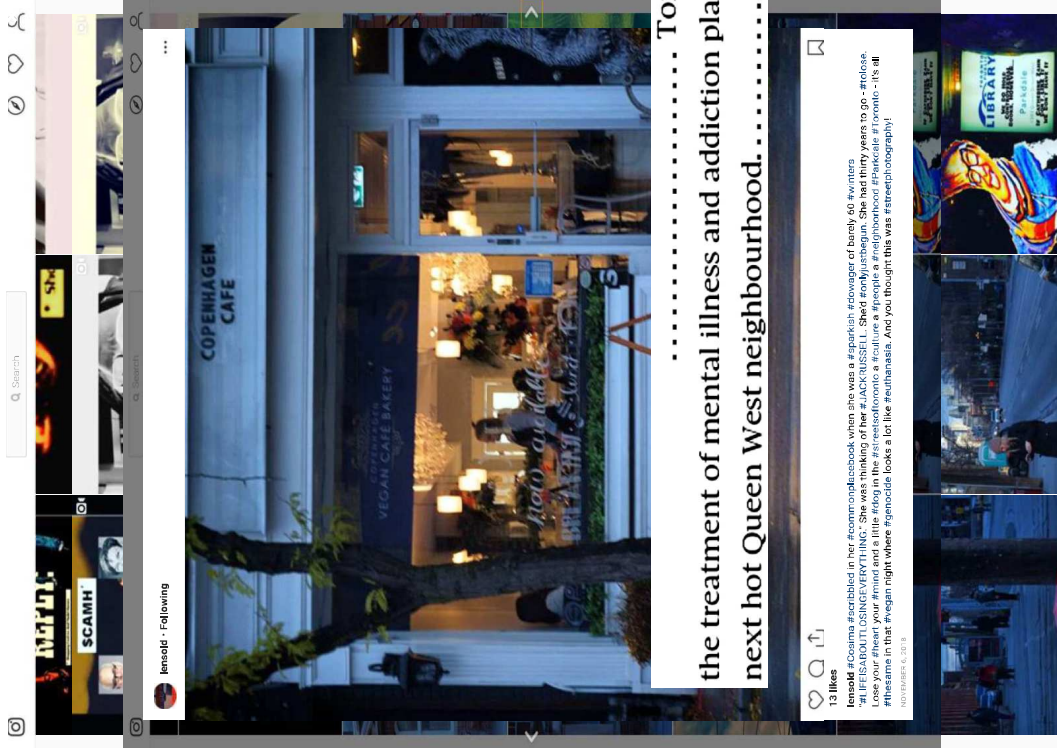 Search
lensold • Following
COPENHAGEN
CAFE
COPENHAGEN
VEGAN CAFÉ BAKERY
now available
To
the treatment of mental illness and addiction pla
next hot Queen West neighbourhood.
13 likes
lensold #Cosima #scribbled in her #commonplacebook when she was a #sparkish #dowager of barely 60 #winters
"#LIFEISABOUTLOSINGEVERYTHING." She was thinking of her #JACKRUSSELL. She'd #onlyjustbegun. She had thirty years to go - #tolose.
Lose your #heart your #mind and a little #dog in the #streetsoftoronto a #culture a #people a #neighborhood #Parkdale #Toronto - it's all
#thesame in that #vegan night where #genocide looks a lot like #euthanasia. And you thought this was #streetphotography!
NOVEMBER 6, 2018
Search
$CAMH
LIBRARY
Parkdale